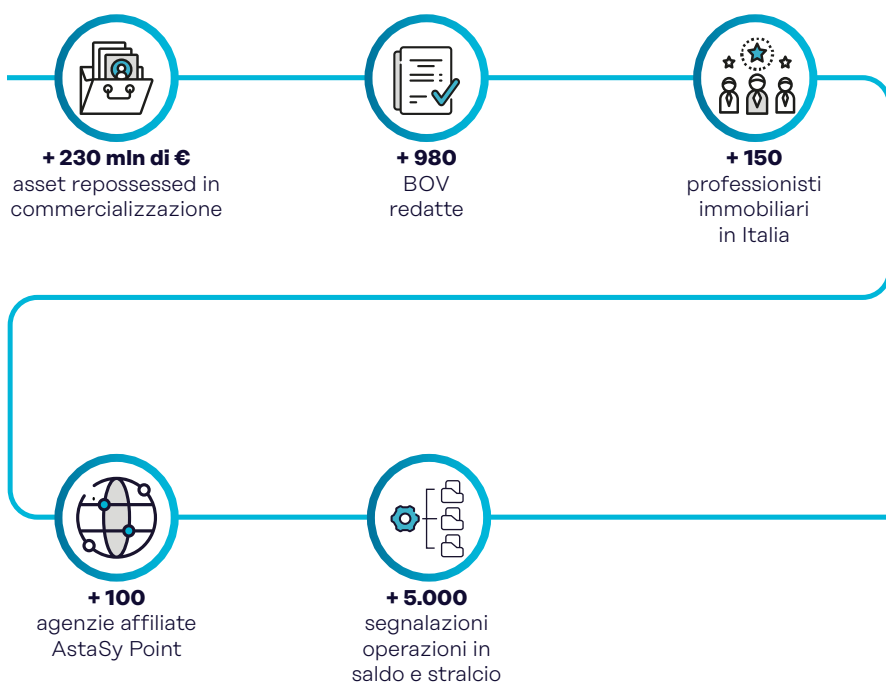 + 230 mln di €
asset repossessed in
commercializzazione
+ 980
BOV
redatte
+ 150
professionisti
immobiliari
in Italia
+ 100
agenzie affiliate
AstaSy Point
+ 5.000
segnalazioni
operazioni in
saldo e stralcio